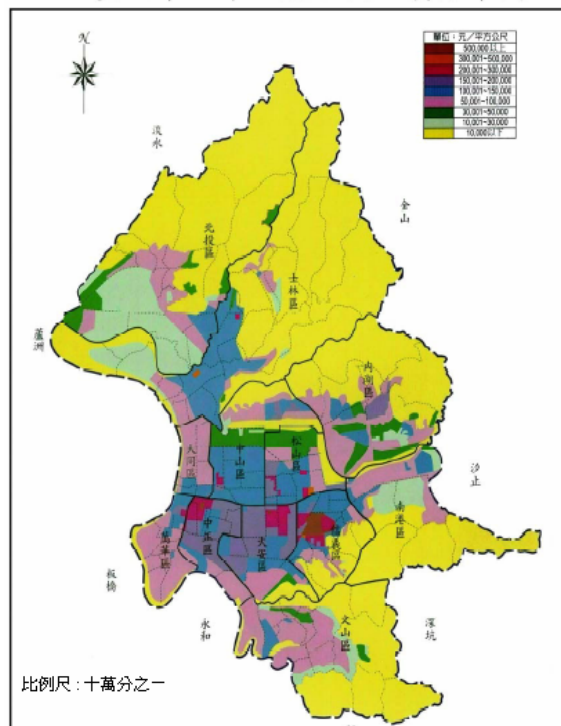 N
單位：元／平方公尺
500,000以上
300,001~500,000
200,001~300,000
150,001~200,000
100,001~150,000
50,001~100,000
30,001~50,000
10,001~30,000
10,000以下
淡水
金山
北投區
士林區
蘆洲
內湖區
大同區
中山區
松山區
汐止
南港區
萬華區
中正區
大安區
信義區
板橋
永和
文山區
深坑
比例尺：十萬分之一